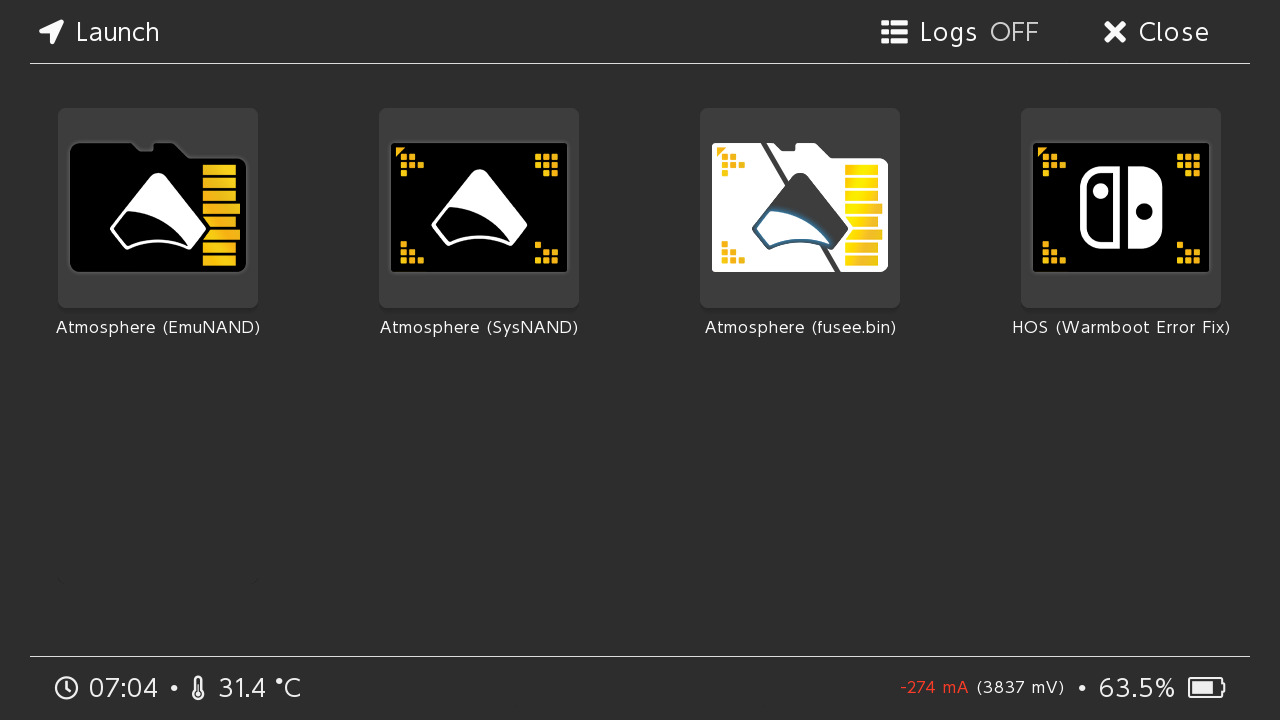 Launch
Logs OFF
Close
Atmosphere (EmuNAND)
Atmosphere (SysNAND)
Atmosphere (fusee.bin)
HOS (Warmboot Error Fix)
07:04 • 31.4 °C
-274 mA (3837 mV) • 63.5%